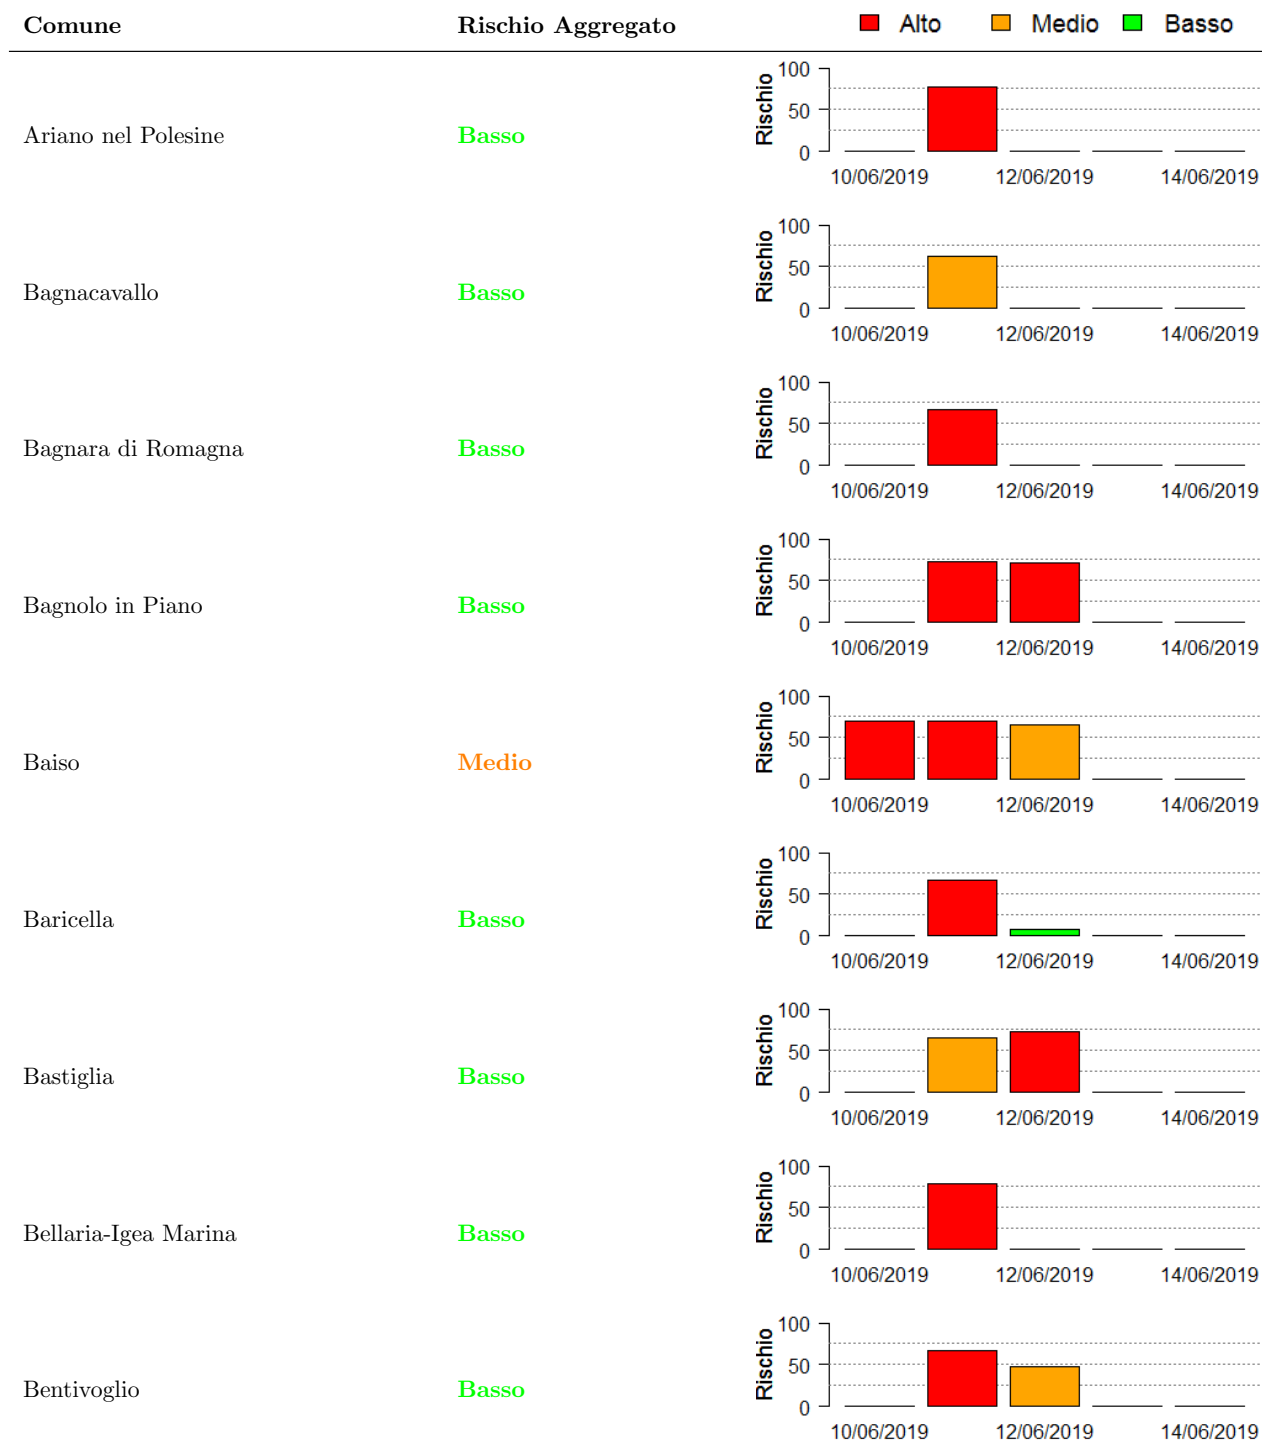 Comune Rischio Aggregato Alto Medio Basso
100
50
0
Rischio
Ariano nel Polesine Basso
10/06/2019 12/06/2019 14/06/2019
100
50
0
Rischio
Bagnacavallo Basso
10/06/2019 12/06/2019 14/06/2019
100
50
0
Rischio
Bagnara di Romagna Basso
10/06/2019 12/06/2019 14/06/2019
100
50
0
Rischio
Bagnolo in Piano Basso
10/06/2019 12/06/2019 14/06/2019
100
50
0
Rischio
Baiso Medio
10/06/2019 12/06/2019 14/06/2019
100
50
0
Rischio
Baricella Basso
10/06/2019 12/06/2019 14/06/2019
100
50
0
Rischio
Bastiglia Basso
10/06/2019 12/06/2019 14/06/2019
100
50
0
Rischio
Bellaria-Igea Marina Basso
10/06/2019 12/06/2019 14/06/2019
100
50
0
Rischio
Bentivoglio Basso
10/06/2019 12/06/2019 14/06/2019